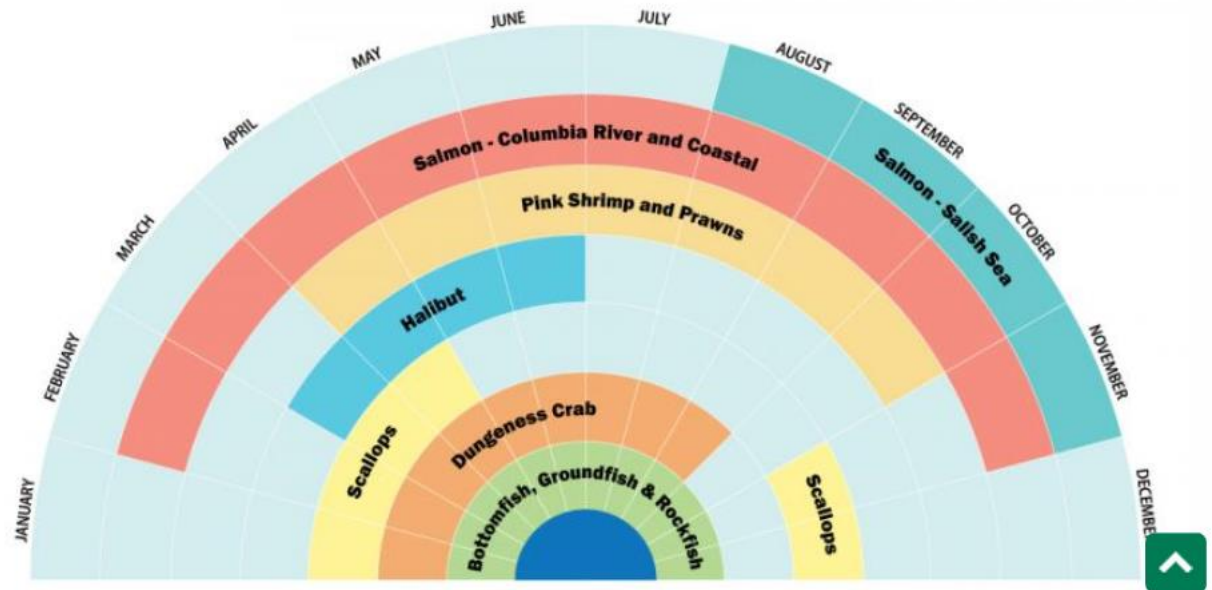 JANUARY
FEBRUARY
MARCH
APRIL
MAY
JUNE
JULY
AUGUST
SEPTEMBER
OCTOBER
NOVEMBER
DECEMBE
Salmon - Salish Sea
Salmon - Columbia River and Coastal
Pink Shrimp and Prawns
Halibut
Scallops
Dungeness Crab
Bottomfish, Groundfish & Rockfish
Scallops